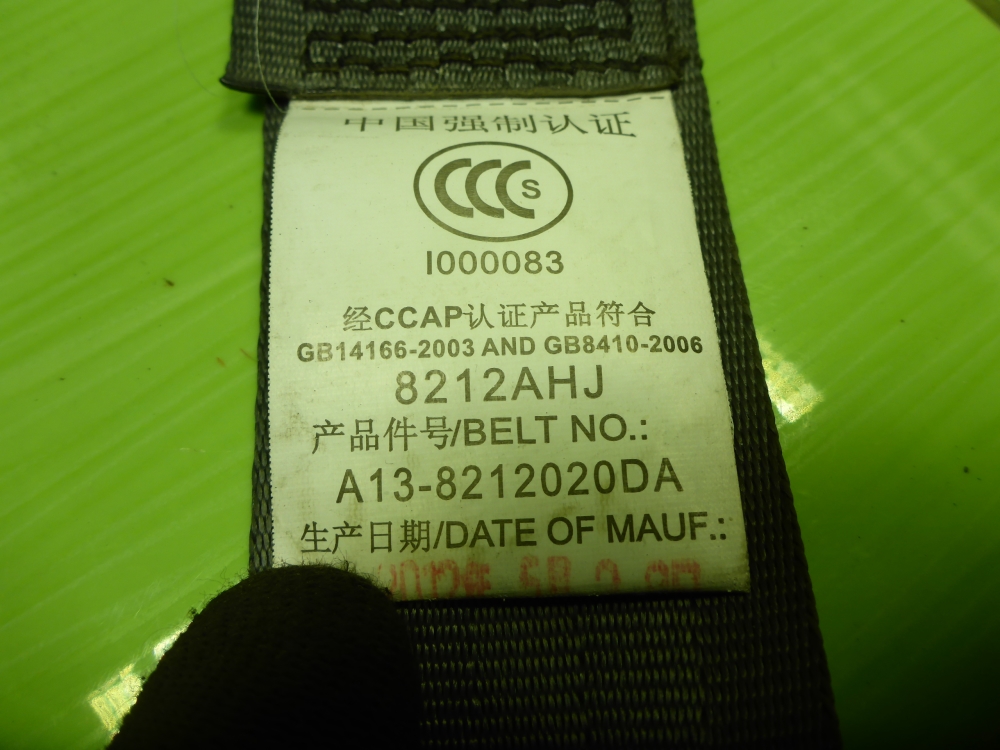 中国强制认证
CCC S
I000083
经CCAP认证产品符合
GB14166-2003 AND GB8410-2006
8212AHJ
产品件号/BELT NO.:
A13-8212020DA
生产日期/DATE OF MAUF.: